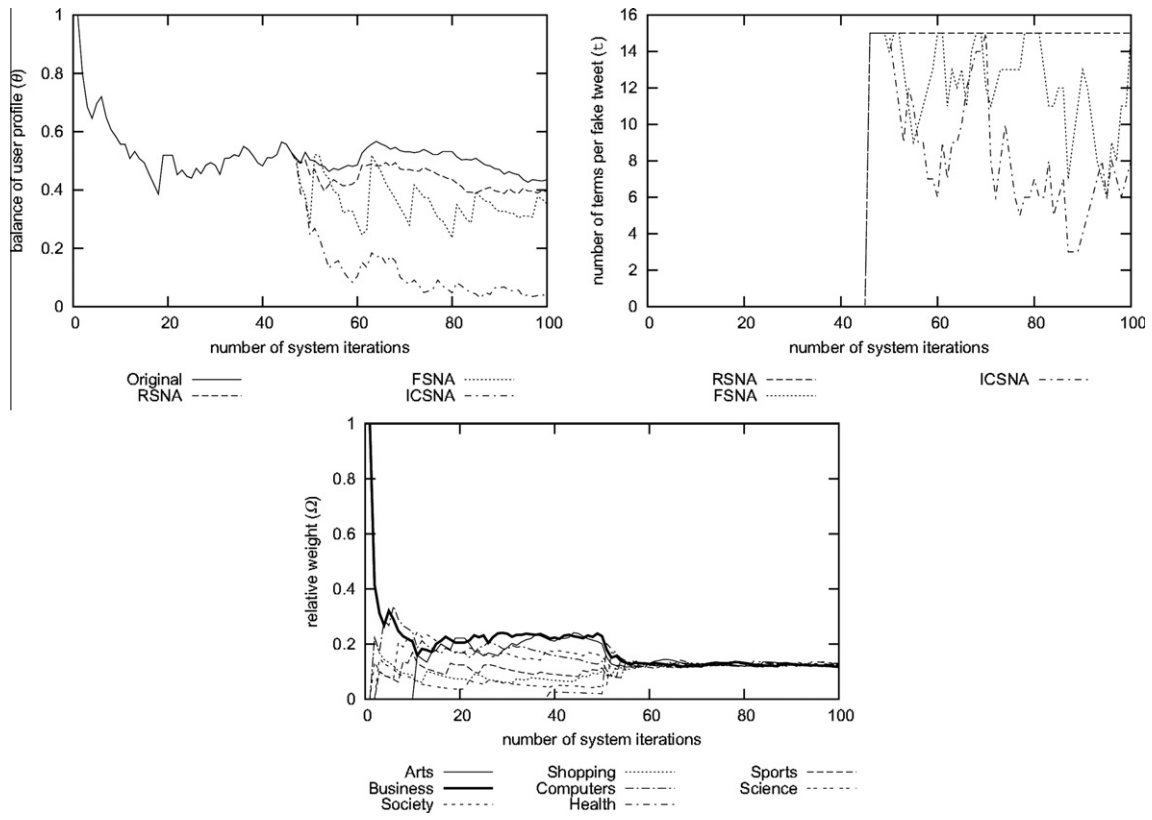 1
0.8
0.6
0.4
0.2
0
balance of user profile (θ)
0 20 40 60 80 100
number of system iterations
Original
RSNA
FSNA
ICSNA
16
14
12
10
8
6
4
2
0
number of terms per fake tweet (t)
0 20 40 60 80 100
number of system iterations
RSNA
FSNA
ICSNA
1
0.8
0.6
0.4
0.2
0
relative weight (Ω)
0 20 40 60 80 100
number of system iterations
Arts Shopping Sports
Business Computers Science
Society Health